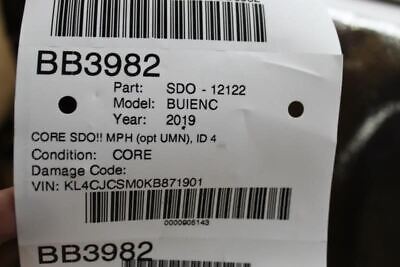 BB3982
Part: SDO - 12122
Model: BUIENC
Year: 2019
CORE SDO!! MPH (opt UMN), ID 4
Condition: CORE
Damage Code:
VIN: KL4CJCSM0KB871901
0000906143
BB3982